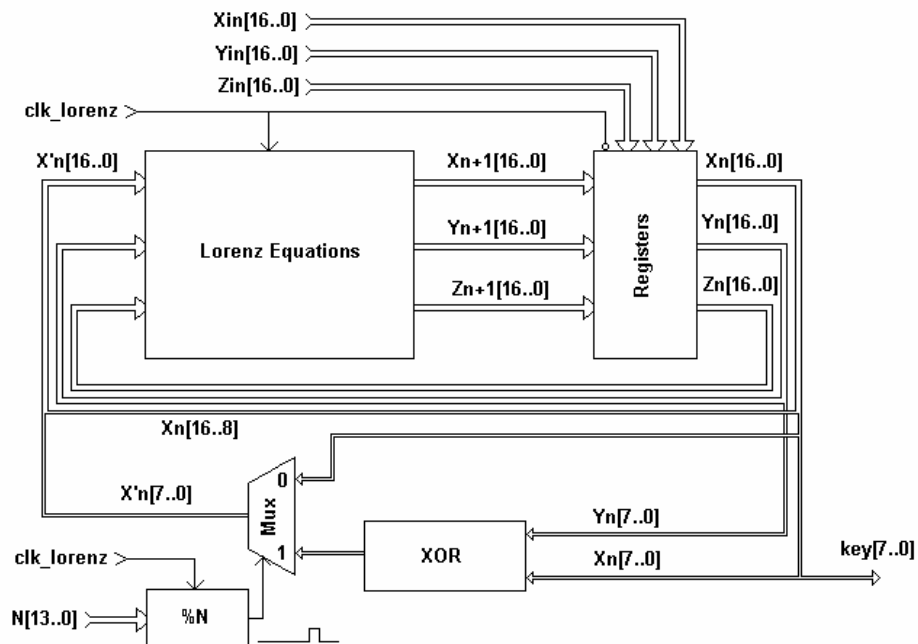 Xin[16..0]
Yin[16..0]
Zin[16..0]
clk_lorenz
X'n[16..0]
Xn+1[16..0]
Xn[16..0]
Yn+1[16..0]
Yn[16..0]
Lorenz Equations
Registers
Zn+1[16..0]
Zn[16..0]
Xn[16..8]
X'n[7..0]
0
Mux
1
Yn[7..0]
XOR
Xn[7..0]
key[7..0]
clk_lorenz
%N
N[13..0]